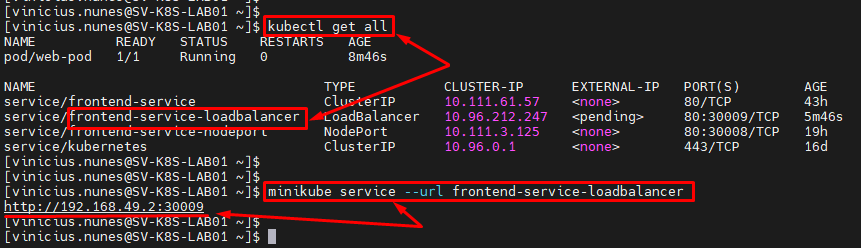 [vinicius.nunes@SV-K8S-LAB01 ~]$
[vinicius.nunes@SV-K8S-LAB01 ~]$ kubectl get all
NAME READY STATUS RESTARTS AGE
pod/web-pod 1/1 Running 0 8m46s
NAME TYPE CLUSTER-IP EXTERNAL-IP PORT(S) AGE
service/frontend-service ClusterIP 10.111.61.57 <none> 80/TCP 43h
service/frontend-service-loadbalancer LoadBalancer 10.96.212.247 <pending> 80:30009/TCP 5m46s
service/frontend-service-nodeport NodePort 10.111.3.125 <none> 80:30008/TCP 19h
service/kubernetes ClusterIP 10.96.0.1 <none> 443/TCP 16d
[vinicius.nunes@SV-K8S-LAB01 ~]$
[vinicius.nunes@SV-K8S-LAB01 ~]$
[vinicius.nunes@SV-K8S-LAB01 ~]$ minikube service --url frontend-service-loadbalancer
http://192.168.49.2:30009
[vinicius.nunes@SV-K8S-LAB01 ~]$
[vinicius.nunes@SV-K8S-LAB01 ~]$